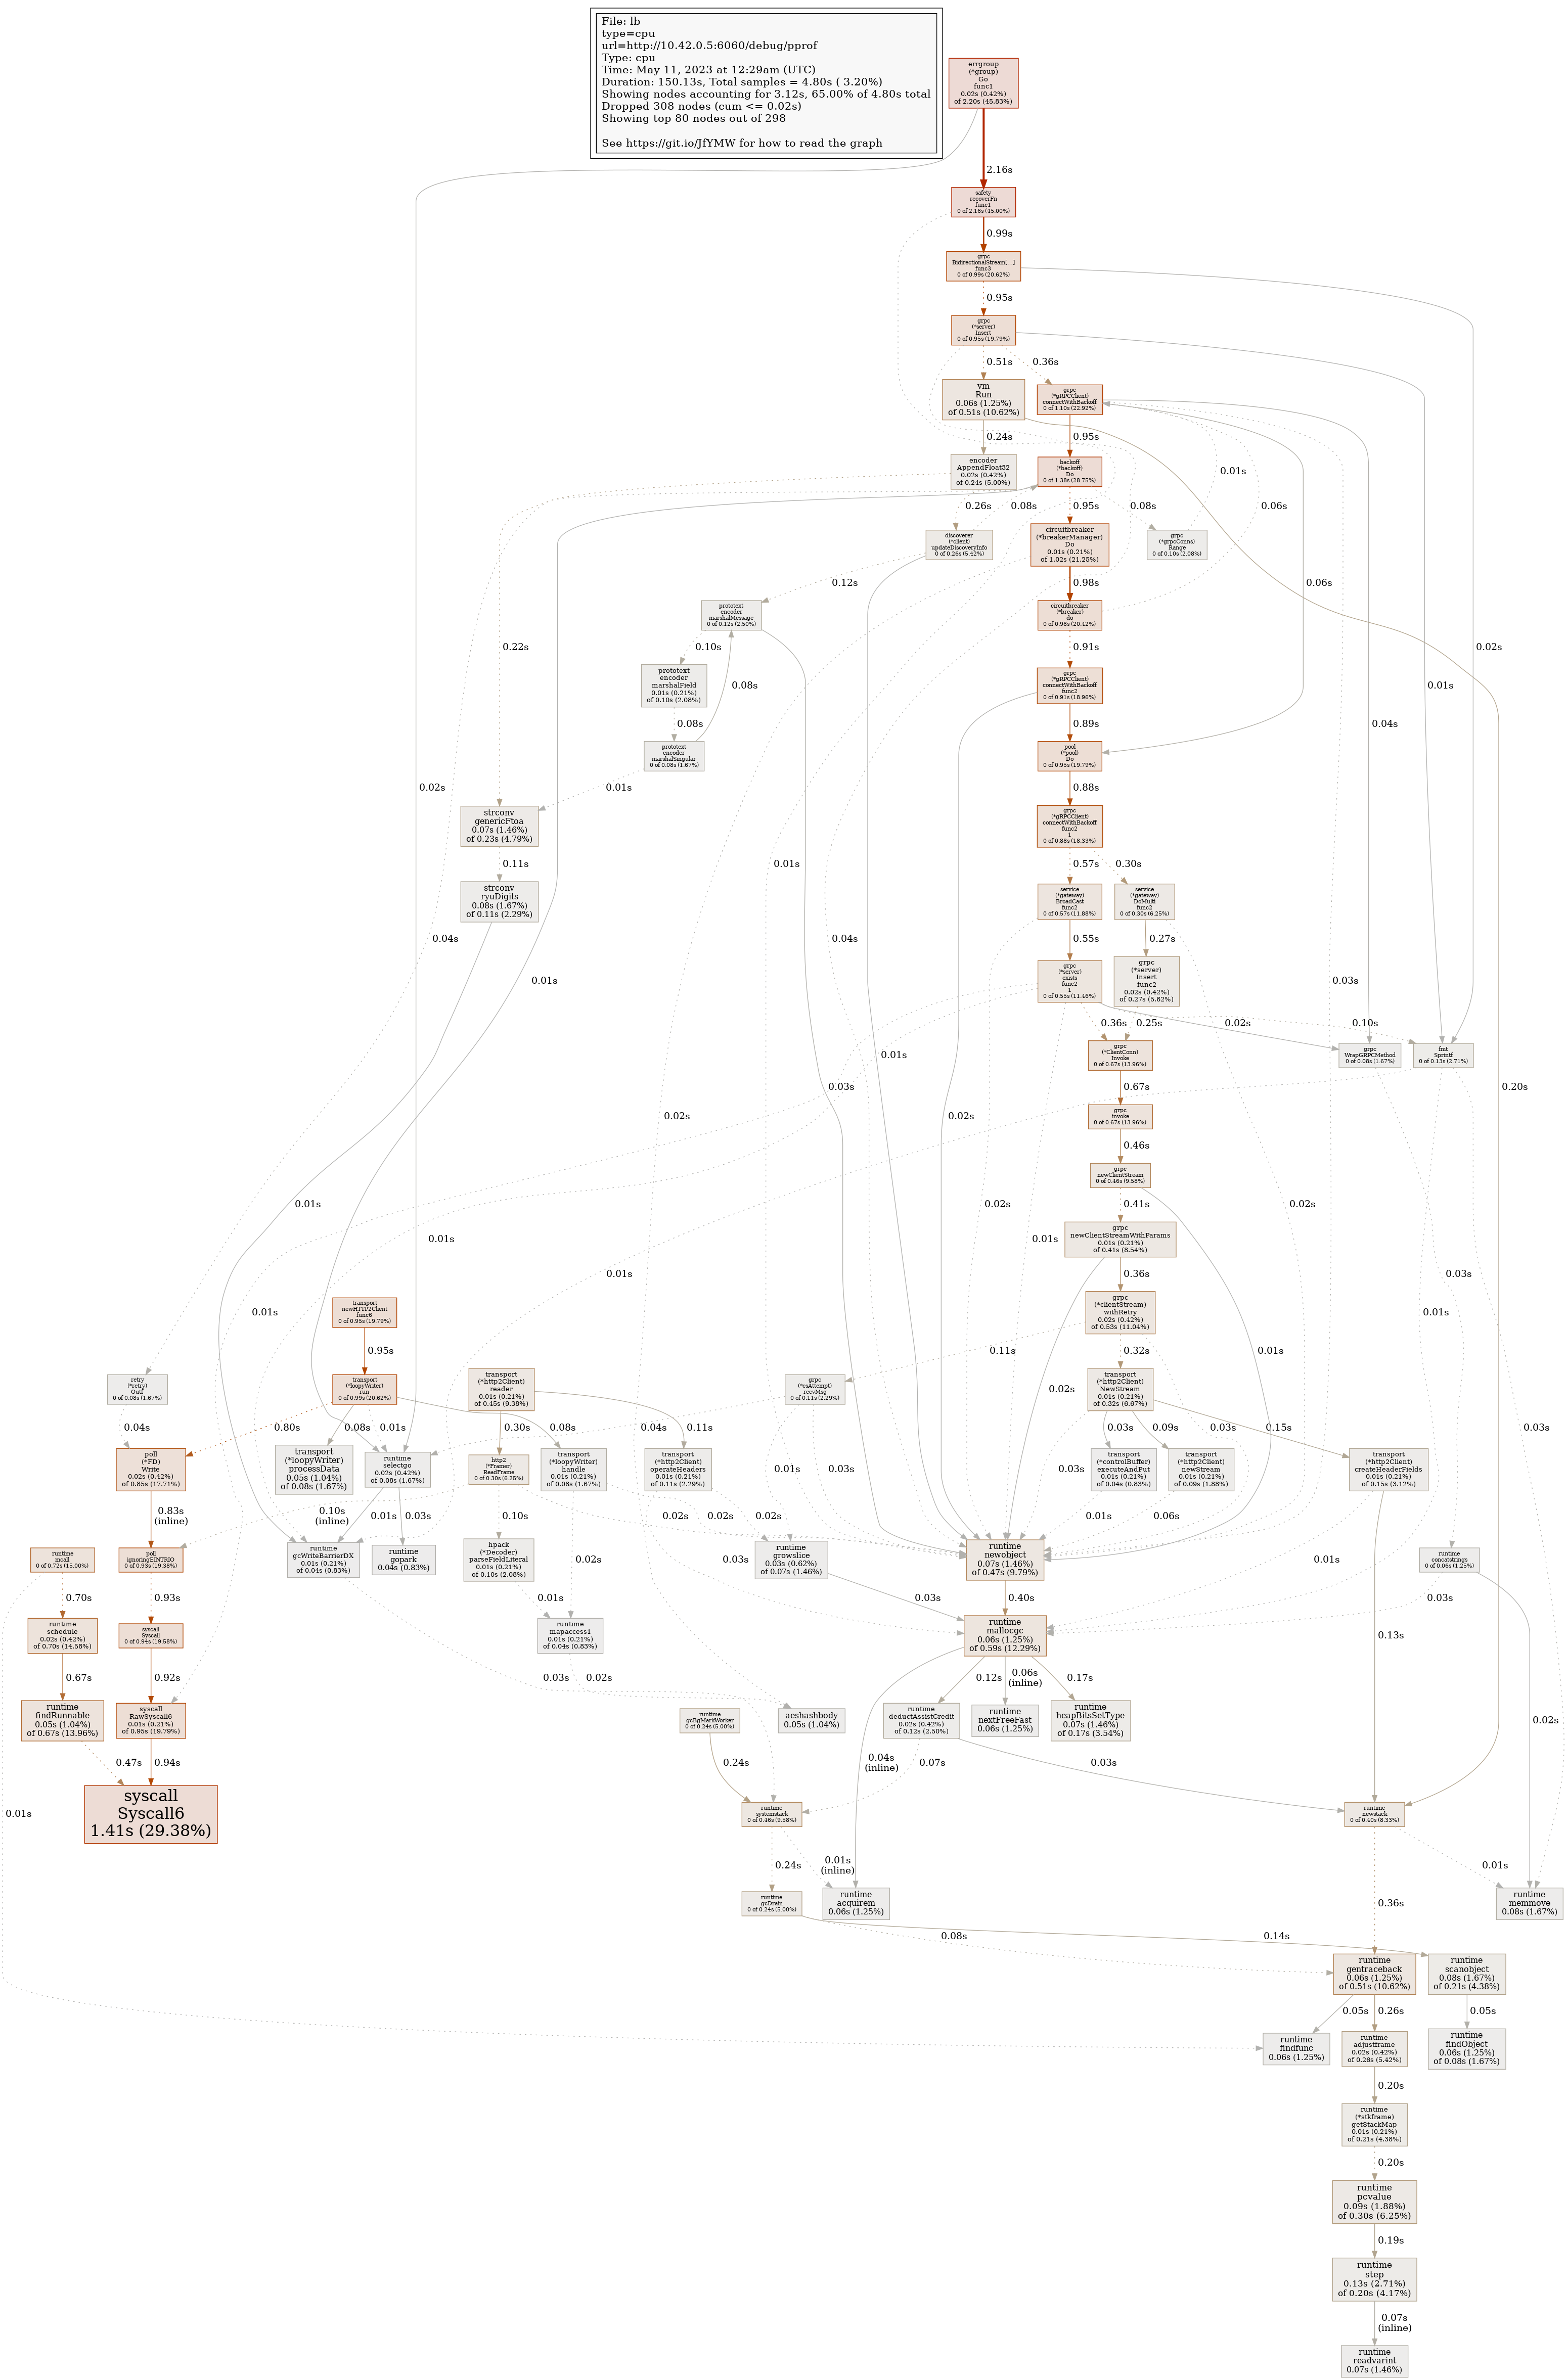 File: lb
type=cpu
url=http://10.42.0.5:6060/debug/pprof
Type: cpu
Time: May 11, 2023 at 12:29am (UTC)
Duration: 150.13s, Total samples = 4.80s ( 3.20%)
Showing nodes accounting for 3.12s, 65.00% of 4.80s total
Dropped 308 nodes (cum <= 0.02s)
Showing top 80 nodes out of 298
See https://git.io/JfYMW for how to read the graph
errgroup
(*group)
Go
func1
0.02s (0.42%)
of 2.20s (45.83%)
2.16s
safety
recoverFn
func1
0 of 2.16s (45.00%)
0.99s
grpc
BidirectionalStream[...]
func3
0 of 0.99s (20.62%)
0.95s
grpc
(*server)
Insert
0 of 0.95s (19.79%)
0.51s
0.36s
vm
Run
0.06s (1.25%)
of 0.51s (10.62%)
grpc
(*gRPCClient)
connectWithBackoff
0 of 1.10s (22.92%)
0.24s
0.95s
encoder
AppendFloat32
0.02s (0.42%)
of 0.24s (5.00%)
backoff
(*backoff)
Do
0 of 1.38s (28.75%)
0.01s
0.26s
0.08s
0.95s
0.08s
0.06s
discoverer
(*client)
updateDiscoveryInfo
0 of 0.26s (5.42%)
circuitbreaker
(*breakerManager)
Do
0.01s (0.21%)
of 1.02s (21.25%)
grpc
(*grpcConns)
Range
0 of 0.10s (2.08%)
0.12s
0.98s
0.06s
prototext
encoder
marshalMessage
0 of 0.12s (2.50%)
circuitbreaker
(*breaker)
do
0 of 0.98s (20.42%)
0.22s
0.10s
0.91s
0.02s
prototext
encoder
marshalField
0.01s (0.21%)
of 0.10s (2.08%)
0.08s
grpc
(*gRPCClient)
connectWithBackoff
func2
0 of 0.91s (18.96%)
0.01s
0.08s
0.89s
0.04s
prototext
encoder
marshalSingular
0 of 0.08s (1.67%)
pool
(*pool)
Do
0 of 0.95s (19.79%)
0.02s
0.01s
0.88s
strconv
genericFtoa
0.07s (1.46%)
of 0.23s (4.79%)
grpc
(*gRPCClient)
connectWithBackoff
func2
1
0 of 0.88s (18.33%)
0.11s
0.01s
0.57s
0.30s
strconv
ryuDigits
0.08s (1.67%)
of 0.11s (2.29%)
service
(*gateway)
BroadCast
func2
0 of 0.57s (11.88%)
service
(*gateway)
DoMulti
func2
0 of 0.30s (6.25%)
0.04s
0.04s
0.55s
0.27s
0.01s
0.03s
grpc
(*server)
exists
func2
1
0 of 0.55s (11.46%)
grpc
(*server)
Insert
func2
0.02s (0.42%)
of 0.27s (5.62%)
0.36s
0.25s
0.02s
0.10s
0.01s
grpc
(*ClientConn)
Invoke
0 of 0.67s (13.96%)
grpc
WrapGRPCMethod
0 of 0.08s (1.67%)
fmt
Sprintf
0 of 0.13s (2.71%)
0.03s
0.67s
0.20s
0.02s
0.02s
grpc
invoke
0 of 0.67s (13.96%)
0.46s
grpc
newClientStream
0 of 0.46s (9.58%)
0.01s
0.02s
0.41s
0.02s
0.01s
0.01s
grpc
newClientStreamWithParams
0.01s (0.21%)
of 0.41s (8.54%)
0.01s
0.36s
0.03s
transport
newHTTP2Client
func6
0 of 0.95s (19.79%)
0.01s
grpc
(*clientStream)
withRetry
0.02s (0.42%)
of 0.53s (11.04%)
0.01s
0.95s
0.11s
0.32s
0.01s
retry
(*retry)
Outf
0 of 0.08s (1.67%)
transport
(*loopyWriter)
run
0 of 0.99s (20.62%)
transport
(*http2Client)
reader
0.01s (0.21%)
of 0.45s (9.38%)
grpc
(*csAttempt)
recvMsg
0 of 0.11s (2.29%)
0.02s
transport
(*http2Client)
NewStream
0.01s (0.21%)
of 0.32s (6.67%)
0.04s
0.80s
0.08s
0.01s
0.30s
0.08s
0.04s
0.11s
0.03s
0.09s
0.03s
0.15s
0.03s
poll
(*FD)
Write
0.02s (0.42%)
of 0.85s (17.71%)
transport
(*loopyWriter)
processData
0.05s (1.04%)
of 0.08s (1.67%)
runtime
selectgo
0.02s (0.42%)
of 0.08s (1.67%)
http2
(*Framer)
ReadFrame
0 of 0.30s (6.25%)
transport
(*loopyWriter)
handle
0.01s (0.21%)
of 0.08s (1.67%)
transport
(*http2Client)
operateHeaders
0.01s (0.21%)
of 0.11s (2.29%)
0.01s
0.03s
0.03s
transport
(*controlBuffer)
executeAndPut
0.01s (0.21%)
of 0.04s (0.83%)
transport
(*http2Client)
newStream
0.01s (0.21%)
of 0.09s (1.88%)
transport
(*http2Client)
createHeaderFields
0.01s (0.21%)
of 0.15s (3.12%)
0.83s
(inline)
0.10s
(inline)
0.01s
0.03s
0.10s
0.02s
0.02s
0.02s
0.02s
0.01s
0.06s
runtime
mcall
0 of 0.72s (15.00%)
poll
ignoringEINTRIO
0 of 0.93s (19.38%)
runtime
gcWriteBarrierDX
0.01s (0.21%)
of 0.04s (0.83%)
runtime
gopark
0.04s (0.83%)
hpack
(*Decoder)
parseFieldLiteral
0.01s (0.21%)
of 0.10s (2.08%)
0.03s
runtime
growslice
0.03s (0.62%)
of 0.07s (1.46%)
runtime
newobject
0.07s (1.46%)
of 0.47s (9.79%)
0.01s
runtime
concatstrings
0 of 0.06s (1.25%)
0.70s
0.93s
0.01s
0.03s
0.40s
0.03s
runtime
schedule
0.02s (0.42%)
of 0.70s (14.58%)
syscall
Syscall
0 of 0.94s (19.58%)
runtime
mapaccess1
0.01s (0.21%)
of 0.04s (0.83%)
runtime
mallocgc
0.06s (1.25%)
of 0.59s (12.29%)
0.13s
0.67s
0.92s
0.03s
0.02s
0.12s
0.06s
(inline)
0.17s
runtime
findRunnable
0.05s (1.04%)
of 0.67s (13.96%)
syscall
RawSyscall6
0.01s (0.21%)
of 0.95s (19.79%)
runtime
gcBgMarkWorker
0 of 0.24s (5.00%)
aeshashbody
0.05s (1.04%)
runtime
deductAssistCredit
0.02s (0.42%)
of 0.12s (2.50%)
runtime
nextFreeFast
0.06s (1.25%)
runtime
heapBitsSetType
0.07s (1.46%)
of 0.17s (3.54%)
0.02s
0.47s
0.94s
0.24s
0.04s
(inline)
0.07s
0.03s
0.01s
syscall
Syscall6
1.41s (29.38%)
runtime
systemstack
0 of 0.46s (9.58%)
runtime
newstack
0 of 0.40s (8.33%)
0.24s
0.01s
(inline)
0.01s
runtime
gcDrain
0 of 0.24s (5.00%)
runtime
acquirem
0.06s (1.25%)
0.36s
runtime
memmove
0.08s (1.67%)
0.08s
0.14s
runtime
gentraceback
0.06s (1.25%)
of 0.51s (10.62%)
runtime
scanobject
0.08s (1.67%)
of 0.21s (4.38%)
0.05s
0.26s
0.05s
runtime
findfunc
0.06s (1.25%)
runtime
adjustframe
0.02s (0.42%)
of 0.26s (5.42%)
runtime
findObject
0.06s (1.25%)
of 0.08s (1.67%)
0.20s
runtime
(*stkframe)
getStackMap
0.01s (0.21%)
of 0.21s (4.38%)
0.20s
runtime
pcvalue
0.09s (1.88%)
of 0.30s (6.25%)
0.19s
runtime
step
0.13s (2.71%)
of 0.20s (4.17%)
0.07s
(inline)
runtime
readvarint
0.07s (1.46%)